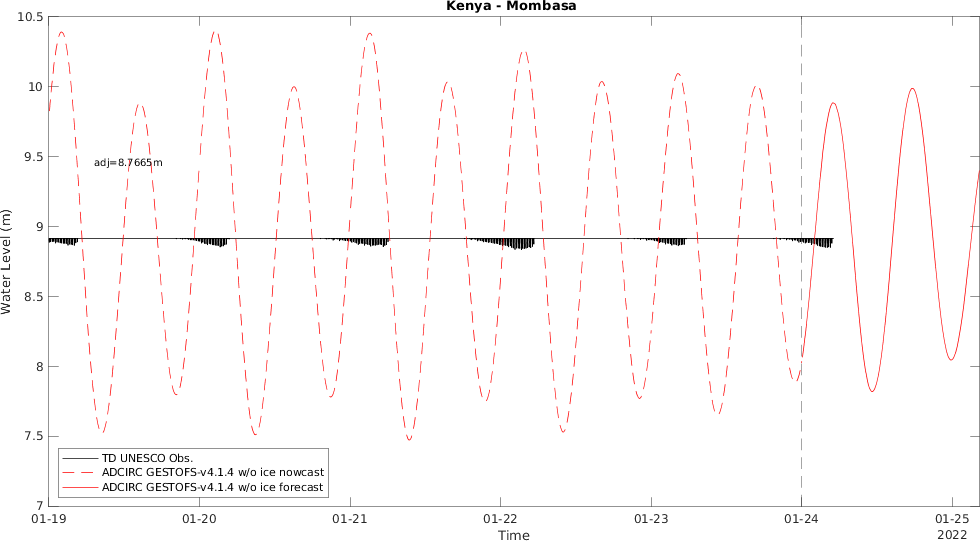 Kenya - Mombasa
10.5
10
9.5
9
8.5
8
7.5
7
Water Level (m)
adj=8.7665m
TD UNESCO Obs.
ADCIRC GESTOFS-v4.1.4 w/o ice nowcast
ADCIRC GESTOFS-v4.1.4 w/o ice forecast
01-19 01-20 01-21 01-22 01-23 01-24 01-25
Time 2022